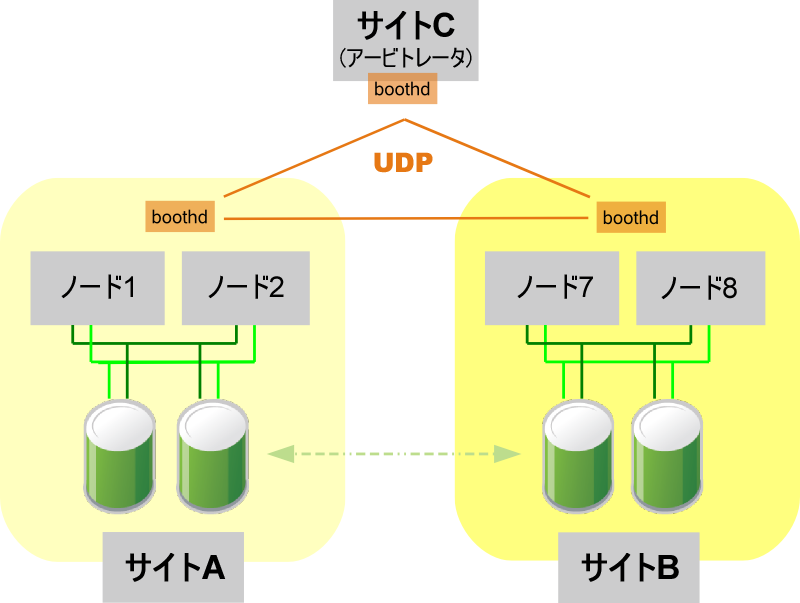 サイトC
（アービトレータ）
boothd
UDP
boothd
boothd
ノード1
ノード2
ノード7
ノード8
サイトA
サイトB